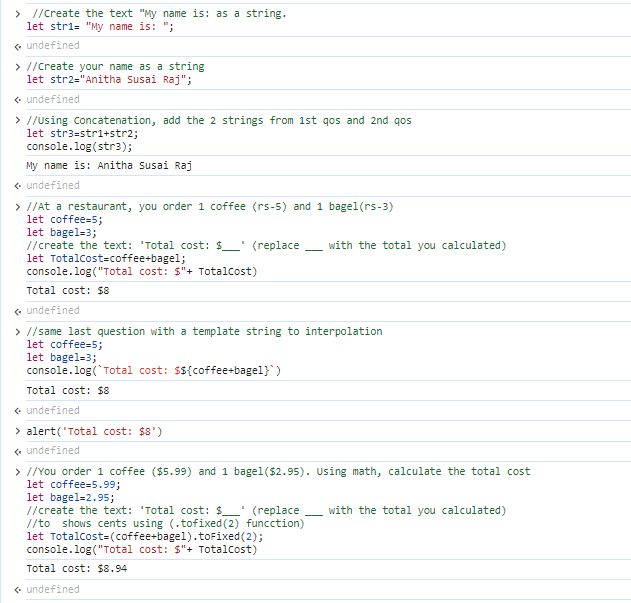 > //Create the text "My name is: as a string.
let str1= "My name is: ";
undefined
> //Create your name as a string
let str2="Anitha Susai Raj";
undefined
> //Using Concatenation, add the 2 strings from 1st qos and 2nd qos
let str3=str1+str2;
console.log(str3);
My name is: Anitha Susai Raj
undefined
> //At a restaurant, you order 1 coffee (rs-5) and 1 bagel(rs-3)
let coffee=5;
let bagel=3;
//create the text: 'Total cost: $___' (replace ___ with the total you calculated)
let TotalCost=coffee+bagel;
console.log("Total cost: $"+ TotalCost)
Total cost: $8
undefined
> //same last question with a template string to interpolation
let coffee=5;
let bagel=3;
console.log(`Total cost: $${coffee+bagel}`)
Total cost: $8
undefined
> alert('Total cost: $8')
undefined
> //You order 1 coffee ($5.99) and 1 bagel($2.95). Using math, calculate the total cost
let coffee=5.99;
let bagel=2.95;
//create the text: 'Total cost: $___' (replace ___ with the total you calculated)
//to  shows cents using (.tofixed(2) funcction)
let TotalCost=(coffee+bagel).toFixed(2);
console.log("Total cost: $"+ TotalCost)
Total cost: $8.94
undefined